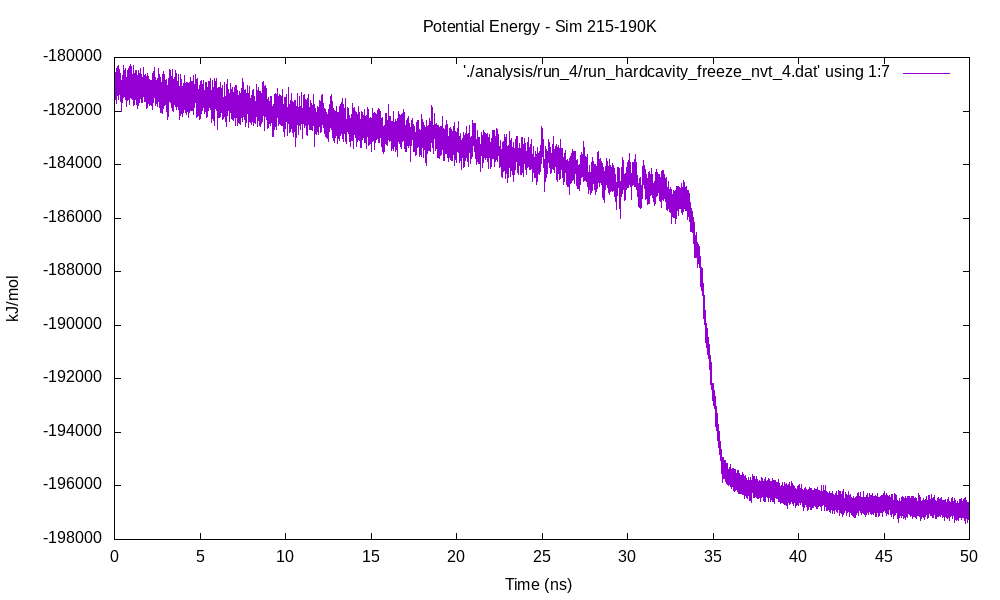 Potential Energy - Sim 215-190K
'./analysis/run_4/run_hardcavity_freeze_nvt_4.dat' using 1:7
-180000
-182000
-184000
-186000
-188000
-190000
-192000
-194000
-196000
-198000
kJ/mol
0 5 10 15 20 25 30 35 40 45 50
Time (ns)